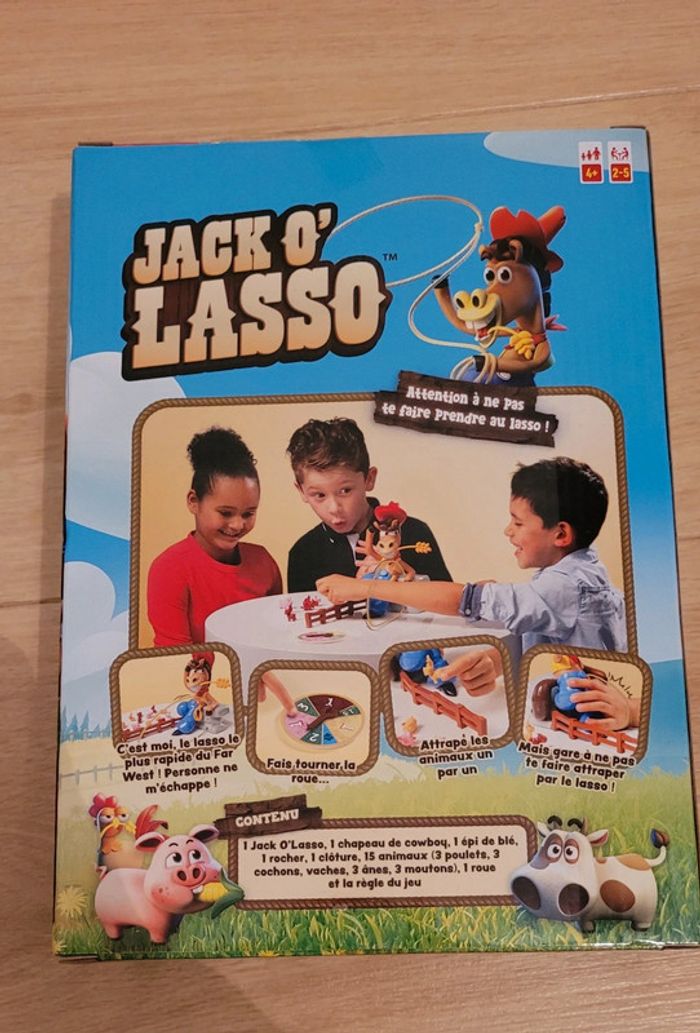 4+
2-5
JACK O'
LASSO™
Attention à ne pas
te faire prendre au lasso !
C'est moi, le lasso le
plus rapide du Far
West ! Personne ne
m'échappe !
Fais tourner la
roue...
Attrape les
animaux un
par un
Mais gare à ne pas
te faire attraper
par le lasso !
CONTENU
1 Jack O'Lasso, 1 chapeau de cowboy, 1 épi de blé,
1 rocher, 1 clôture, 15 animaux (3 poulets, 3
cochons, vaches, 3 ânes, 3 moutons), 1 roue
et la règle du jeu